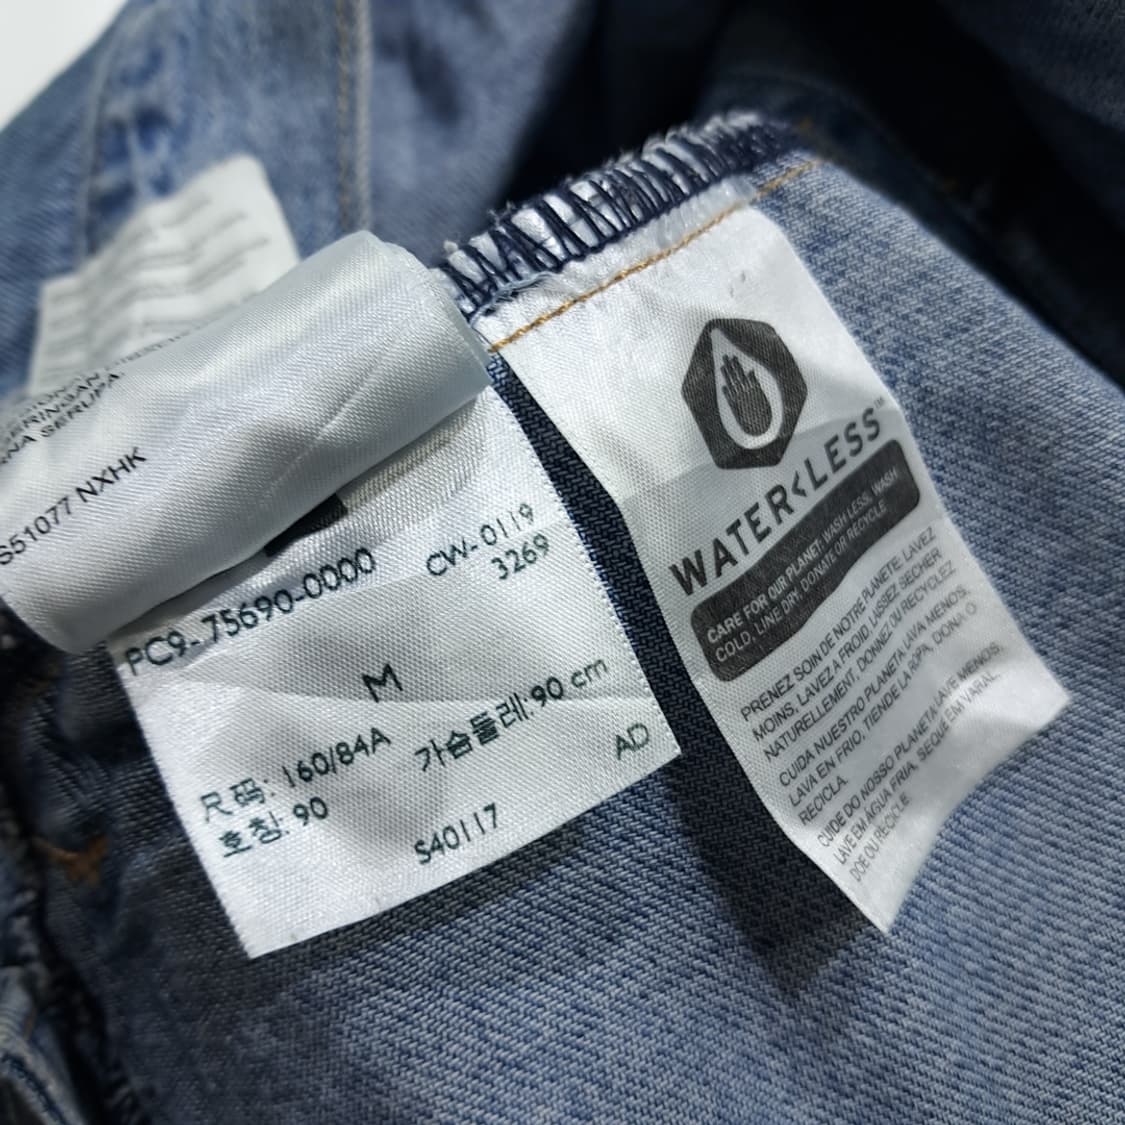 ERINGAN
NA SERUPA.
S51077 NXHK
PC9-75690-0000
CW-0119
3269
M
尺码: 160/84A
가슴둘레:90 cm
호칭: 90
AD
S40117
WATER<LESS™
CARE FOR OUR PLANET: WASH LESS, WASH
COLD, LINE DRY, DONATE OR RECYCLE
PRENEZ SOIN DE NOTRE PLANETE, LAVEZ
MOINS, LAVEZ A FROID, LAISSEZ SECHER
NATURELLEMENT, DONNEZ OU RECYCLEZ
CUIDA NUESTRO PLANETA LAVA MENOS,
LAVA EN FRIO, TIENDE LA ROPA, DONA O
RECICLA.
CUIDE DO NOSSO PLANETA LAVE MENOS,
LAVE EM ÁGUA FRIA, SEQUE EM VARAL,
DOE OU RECICLE.